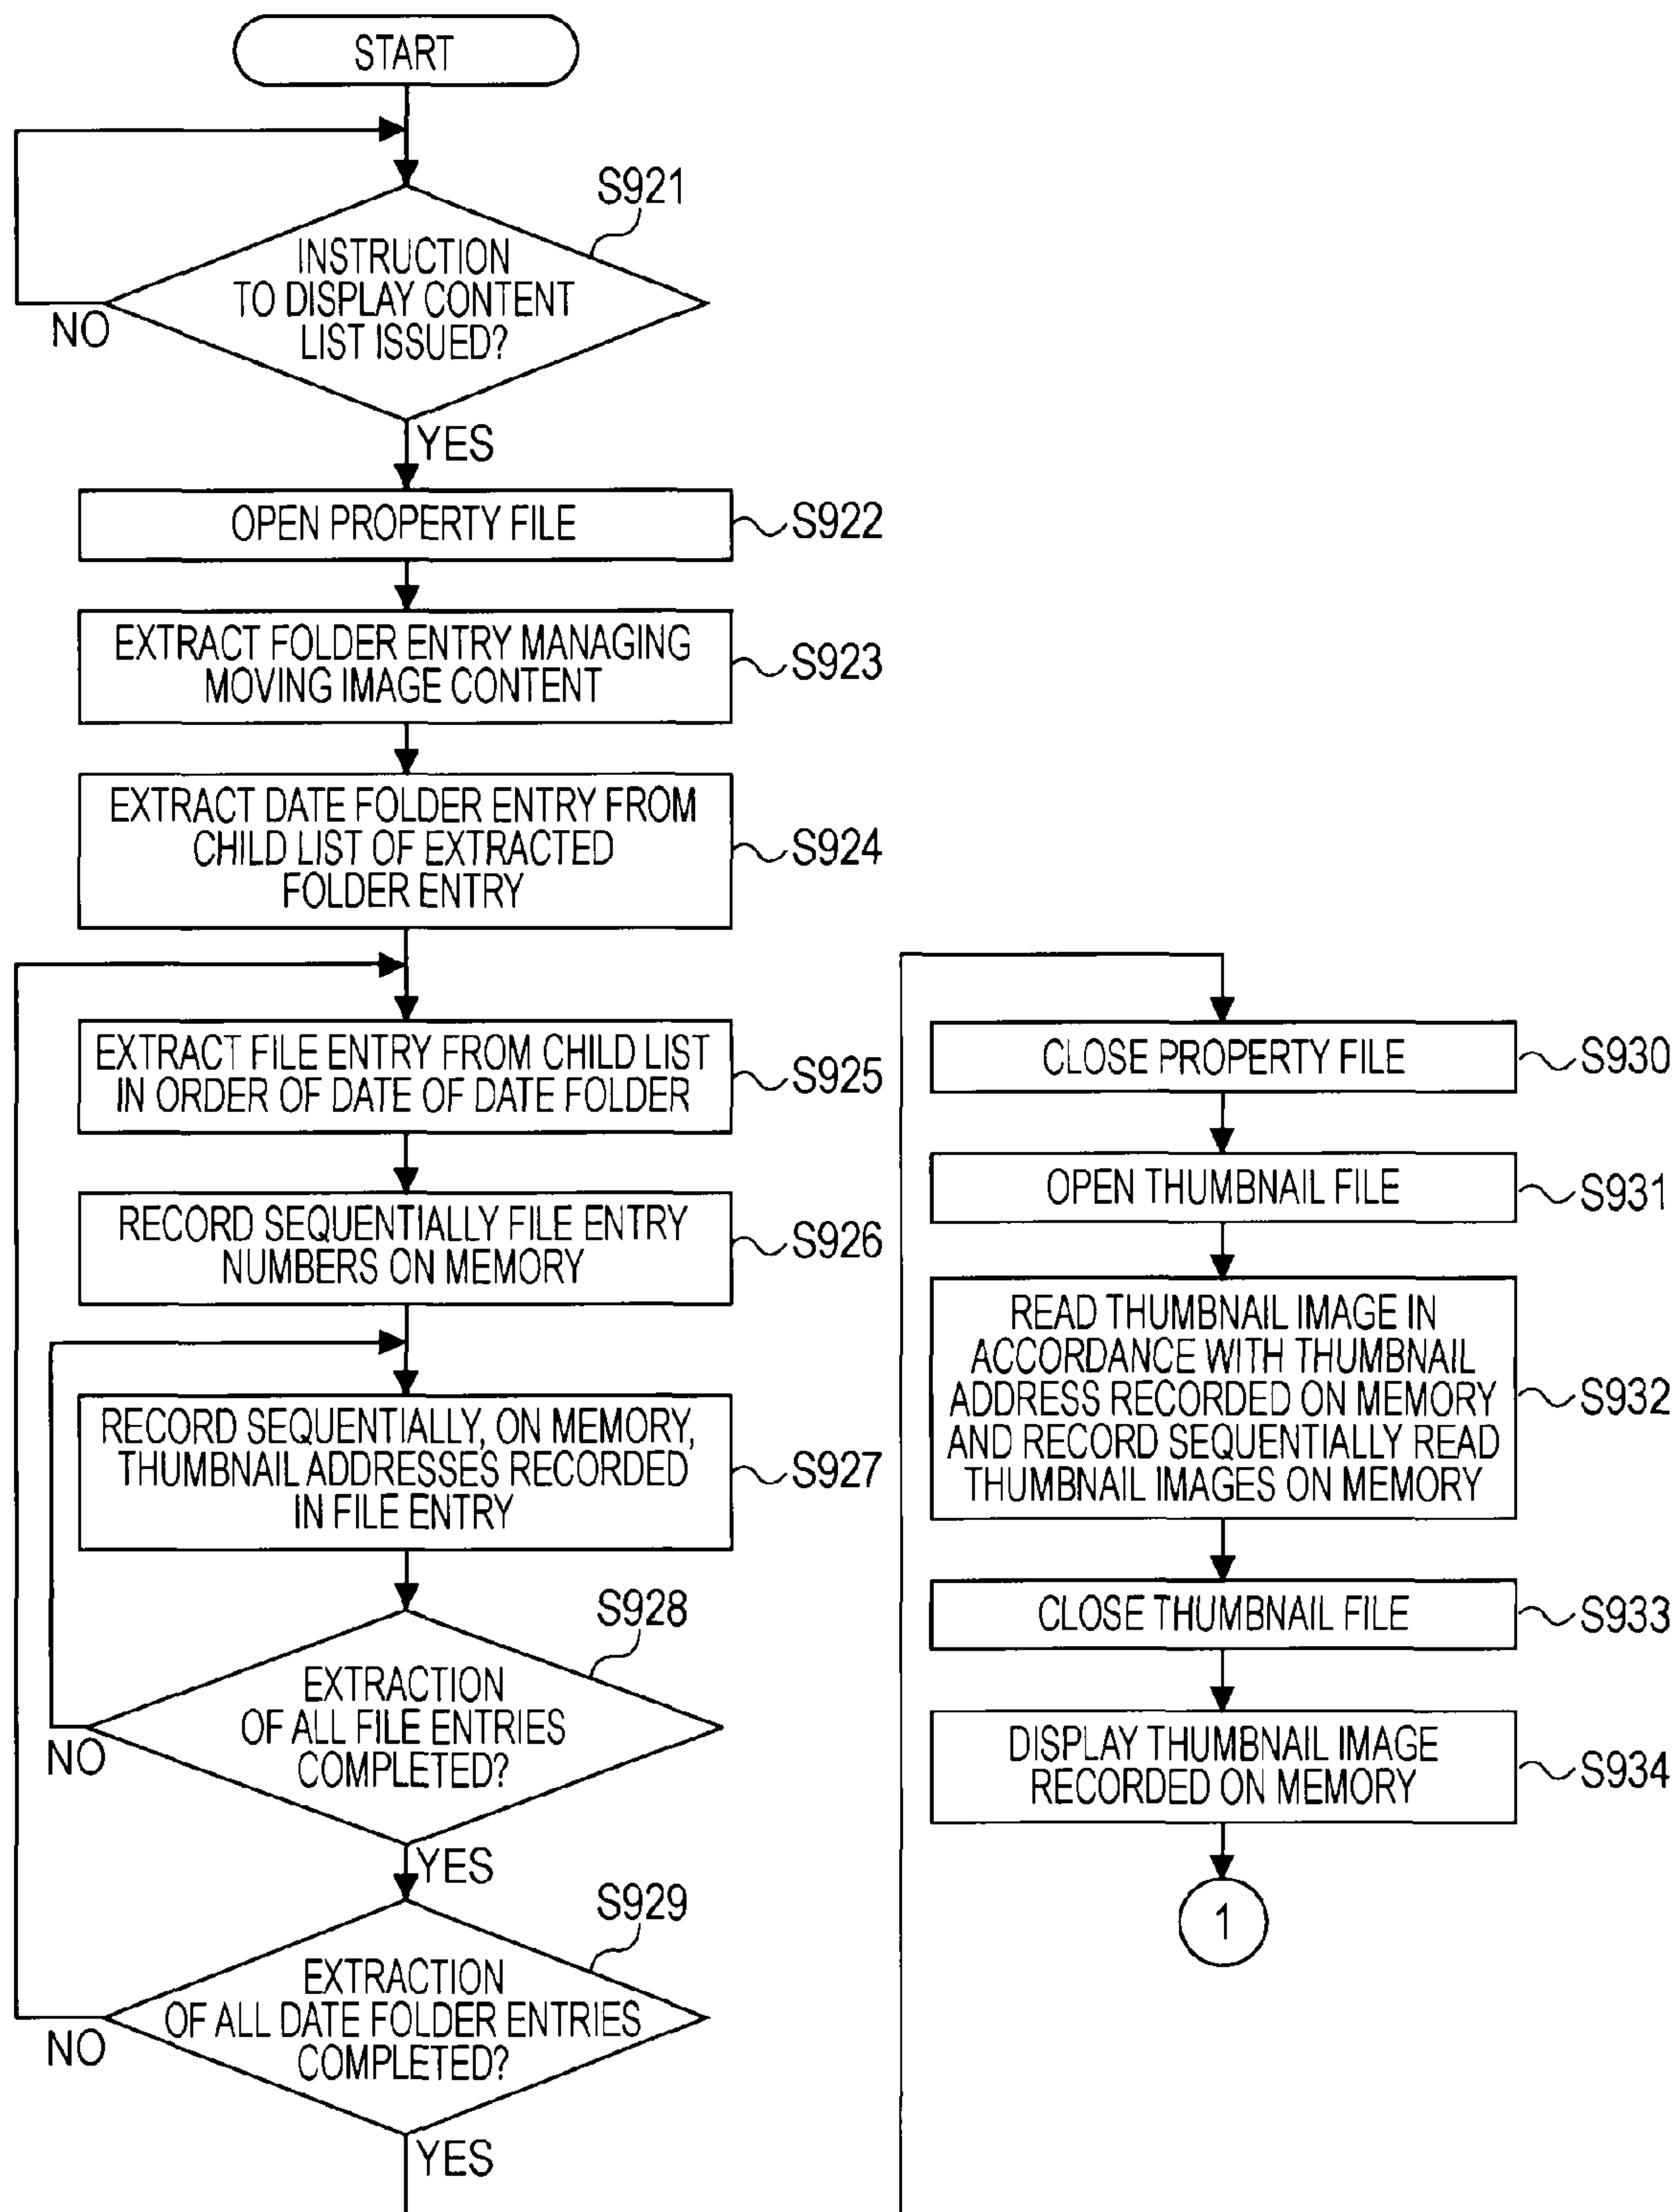 START
S921
INSTRUCTION
TO DISPLAY CONTENT
LIST ISSUED?
NO
YES
OPEN PROPERTY FILE
S922
EXTRACT FOLDER ENTRY MANAGING
MOVING IMAGE CONTENT
S923
EXTRACT DATE FOLDER ENTRY FROM
CHILD LIST OF EXTRACTED
FOLDER ENTRY
S924
EXTRACT FILE ENTRY FROM CHILD LIST
IN ORDER OF DATE OF DATE FOLDER
S925
RECORD SEQUENTIALLY FILE ENTRY
NUMBERS ON MEMORY
S926
RECORD SEQUENTIALLY, ON MEMORY,
THUMBNAIL ADDRESSES RECORDED
IN FILE ENTRY
S927
S928
EXTRACTION
OF ALL FILE ENTRIES
COMPLETED?
NO
YES
S929
EXTRACTION
OF ALL DATE FOLDER ENTRIES
COMPLETED?
NO
YES
CLOSE PROPERTY FILE
S930
OPEN THUMBNAIL FILE
S931
READ THUMBNAIL IMAGE IN
ACCORDANCE WITH THUMBNAIL
ADDRESS RECORDED ON MEMORY
AND RECORD SEQUENTIALLY READ
THUMBNAIL IMAGES ON MEMORY
S932
CLOSE THUMBNAIL FILE
S933
DISPLAY THUMBNAIL IMAGE
RECORDED ON MEMORY
S934
1